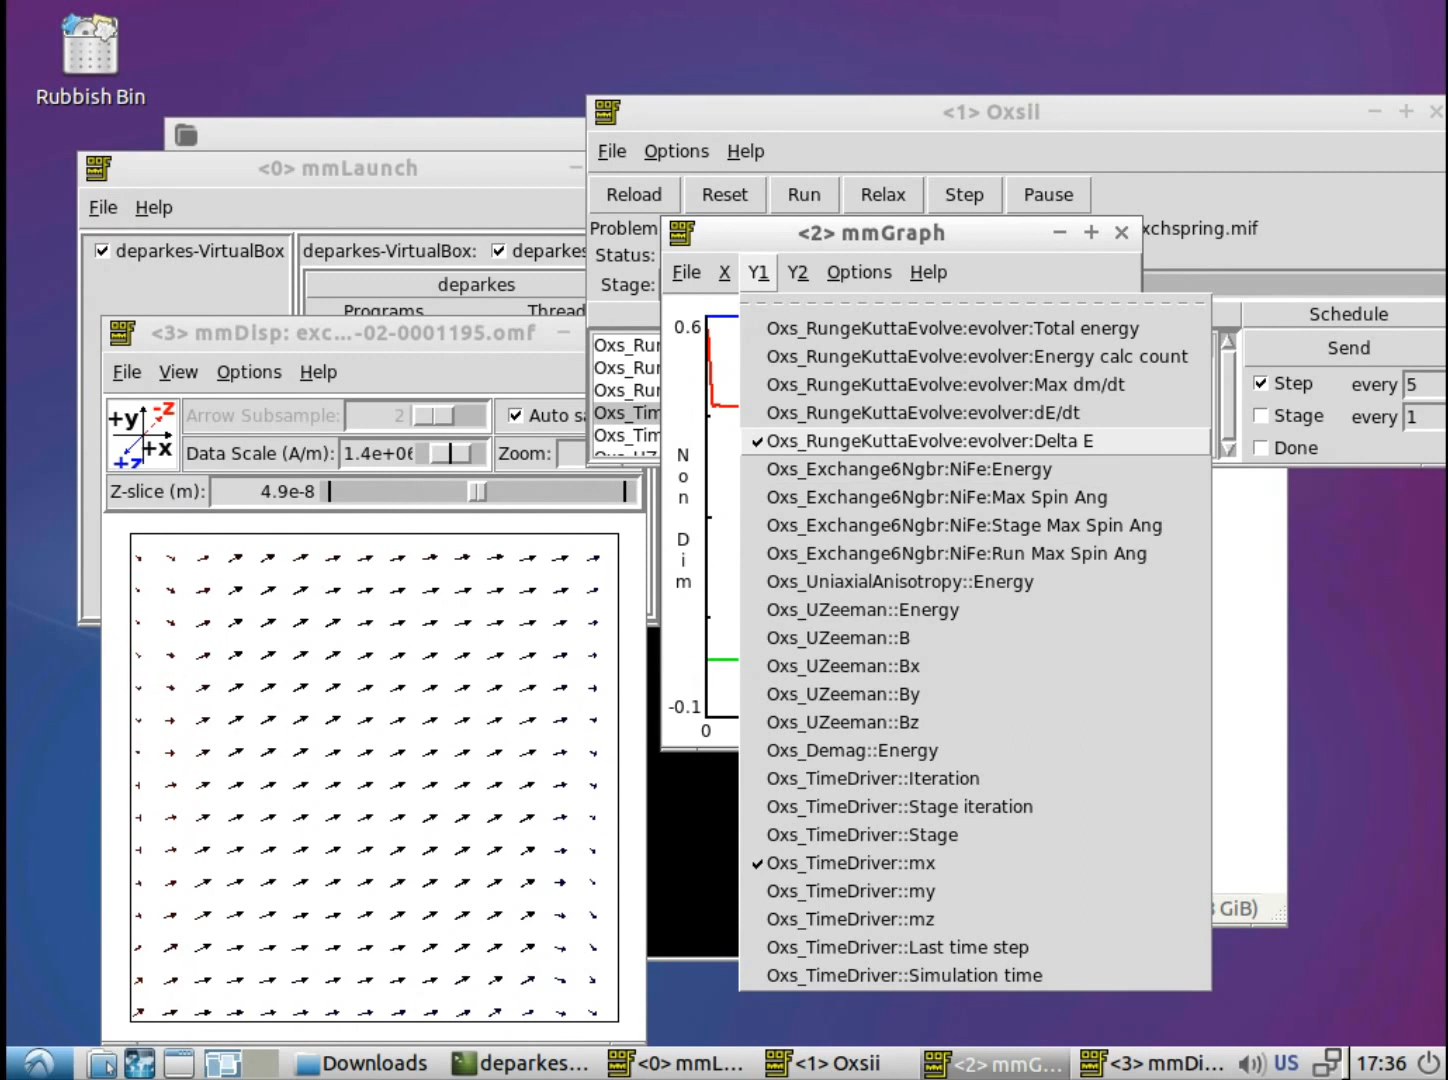 Rubbish Bin
<1> Oxsii
File Options Help
Reload Reset Run Relax Step Pause
Problem
xchspring.mif
Status:
Stage:
<0> mmLaunch
File Help
deparkes-VirtualBox
deparkes-VirtualBox:
deparkes
Programs
<2> mmGraph
File X Y1 Y2 Options Help
0.6
Non Dim
-0.1
0
Oxs_RungeKuttaEvolve:evolver:Total energy
Oxs_RungeKuttaEvolve:evolver:Energy calc count
Oxs_RungeKuttaEvolve:evolver:Max dm/dt
Oxs_RungeKuttaEvolve:evolver:dE/dt
Oxs_RungeKuttaEvolve:evolver:Delta E
Oxs_Exchange6Ngbr:NiFe:Energy
Oxs_Exchange6Ngbr:NiFe:Max Spin Ang
Oxs_Exchange6Ngbr:NiFe:Stage Max Spin Ang
Oxs_Exchange6Ngbr:NiFe:Run Max Spin Ang
Oxs_UniaxialAnisotropy::Energy
Oxs_UZeeman::Energy
Oxs_UZeeman::B
Oxs_UZeeman::Bx
Oxs_UZeeman::By
Oxs_UZeeman::Bz
Oxs_Demag::Energy
Oxs_TimeDriver::Iteration
Oxs_TimeDriver::Stage iteration
Oxs_TimeDriver::Stage
Oxs_TimeDriver::mx
Oxs_TimeDriver::my
Oxs_TimeDriver::mz
Oxs_TimeDriver::Last time step
Oxs_TimeDriver::Simulation time
Oxs_Run
Oxs_Run
Oxs_Run
Oxs_Tim
Oxs_Tim
Schedule
Send
Step every 5
Stage every 1
Done
GiB)
<3> mmDisp: exc...-02-0001195.omf
File View Options Help
+y -z
+x
+z
Arrow Subsample: 2
Auto sa
Data Scale (A/m): 1.4e+06
Zoom:
Z-slice (m): 4.9e-8
Downloads
deparkes...
<0> mmL...
<1> Oxsii
<2> mmG...
<3> mmDi...
US
17:36